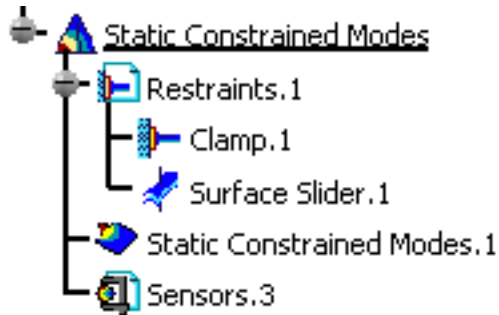 Static Constrained Modes
Restraints.1
Clamp.1
Surface Slider.1
Static Constrained Modes.1
Sensors.3